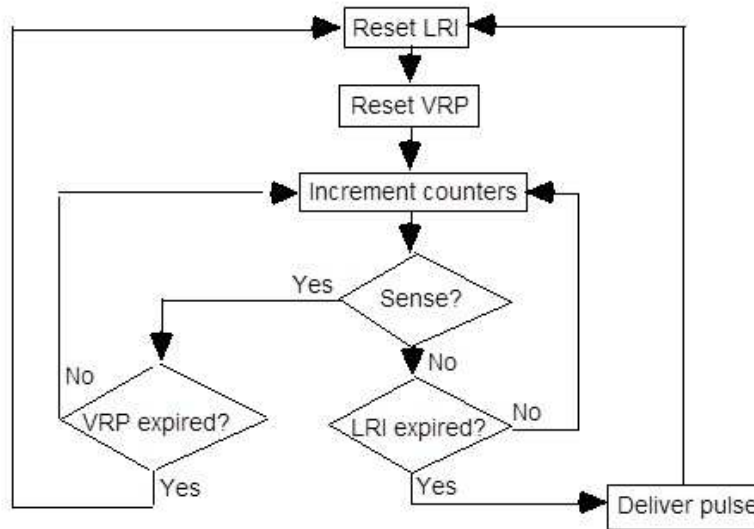 Reset LRI
Reset VRP
Increment counters
Yes
Sense?
No
No
VRP expired?
LRI expired?
No
Yes
Yes
Deliver pulse